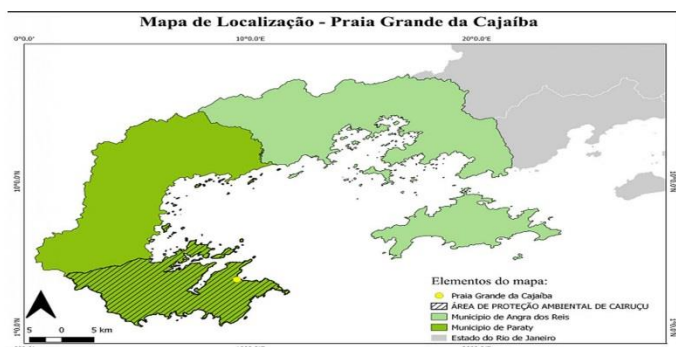 Mapa de Localização - Praia Grande da Cajaíba
0°0.0' 10°0.0'E 20°0.0'E
10°0.0'N
Elementos do mapa:
Praia Grande da Cajaíba
ÁREA DE PROTEÇÃO AMBIENTAL DE CAIRUÇU
Municipio de Angra dos Reis
Municipio de Paraty
Estado do Rio de Janeiro
5 0 5 km